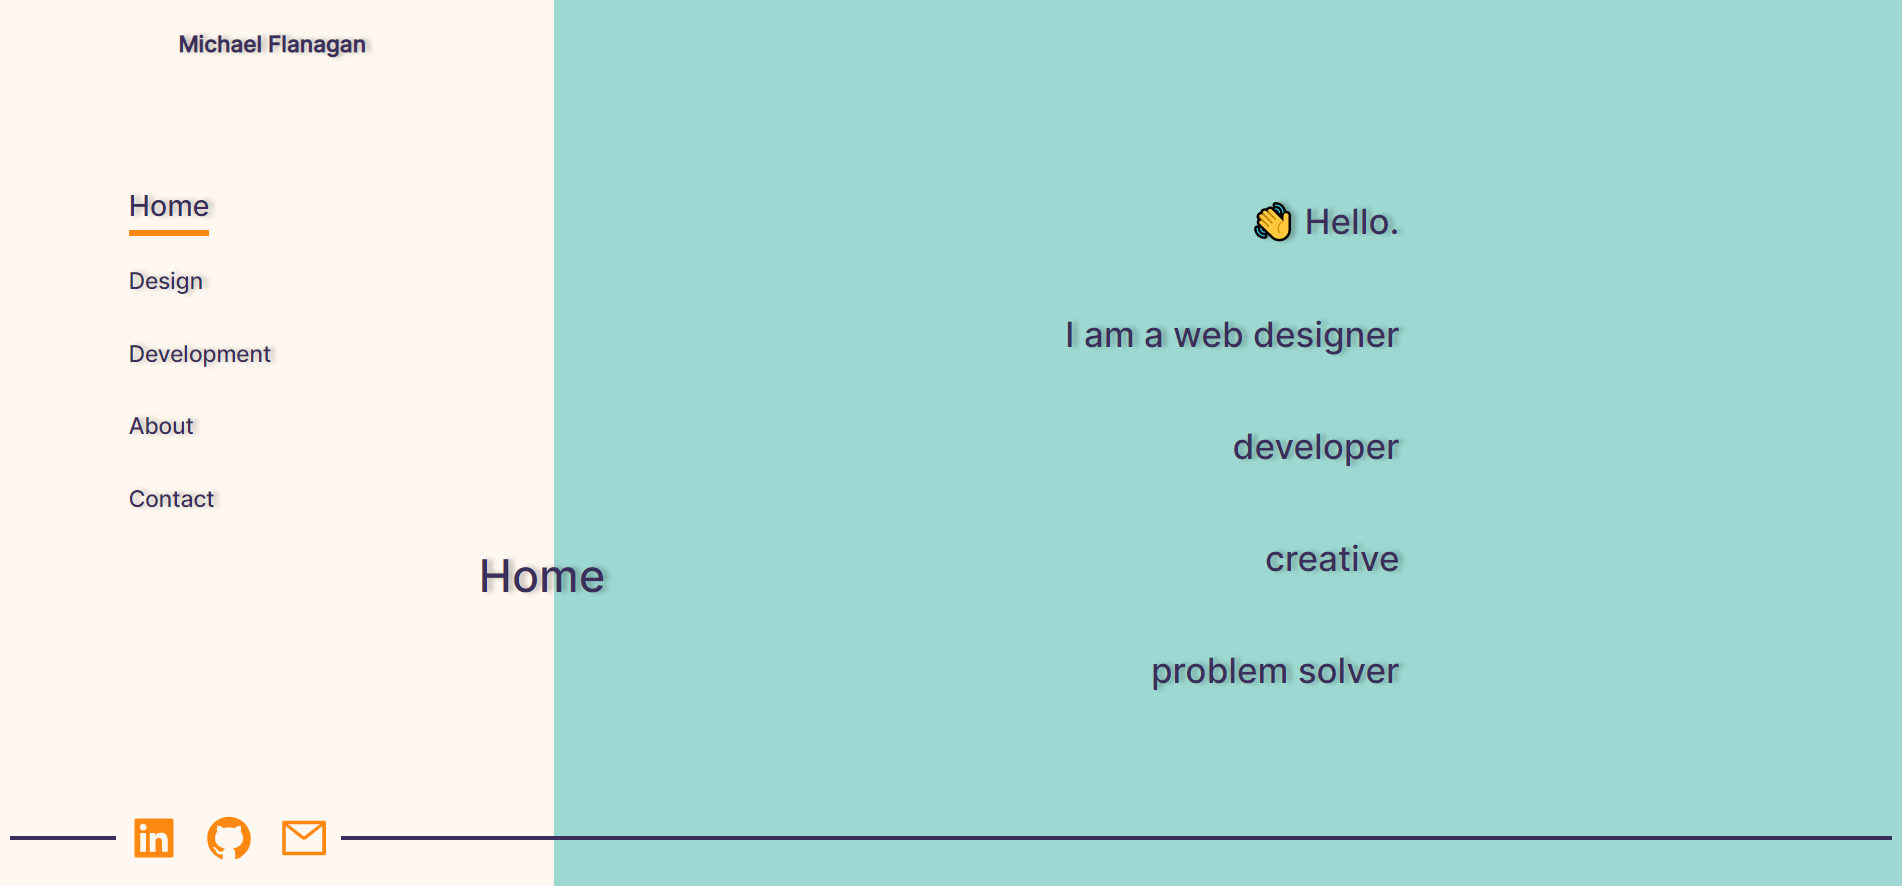 Michael Flanagan
Home
Design
Development
About
Contact
Home
👋 Hello.
I am a web designer
developer
creative
problem solver
in